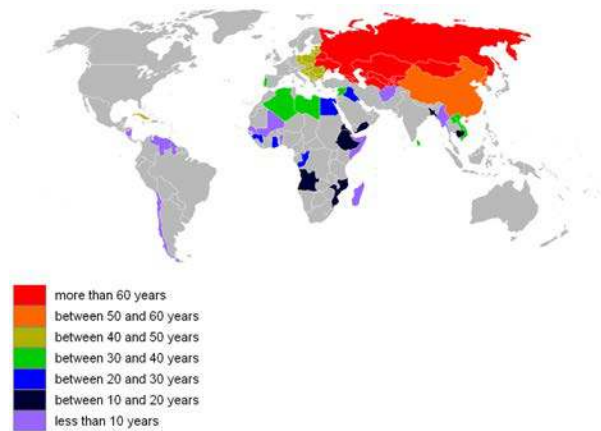 more than 60 years
between 50 and 60 years
between 40 and 50 years
between 30 and 40 years
between 20 and 30 years
between 10 and 20 years
less than 10 years